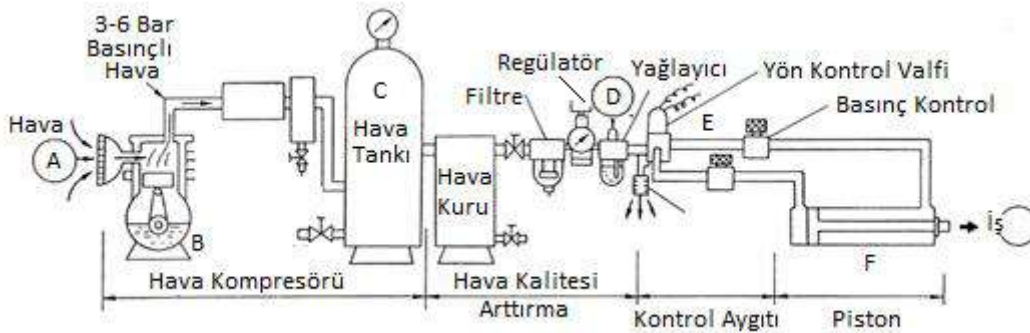 3-6 Bar
Basınçlı
Hava
Hava
A
B
C
Hava
Tankı
Hava
Kuru
Filtre
Regülatör
D
Yağlayıcı
E
Yön Kontrol Valfi
Basınç Kontrol
İş
F
Hava Kompresörü
Hava Kalitesi
Arttırma
Kontrol Aygıtı
Piston